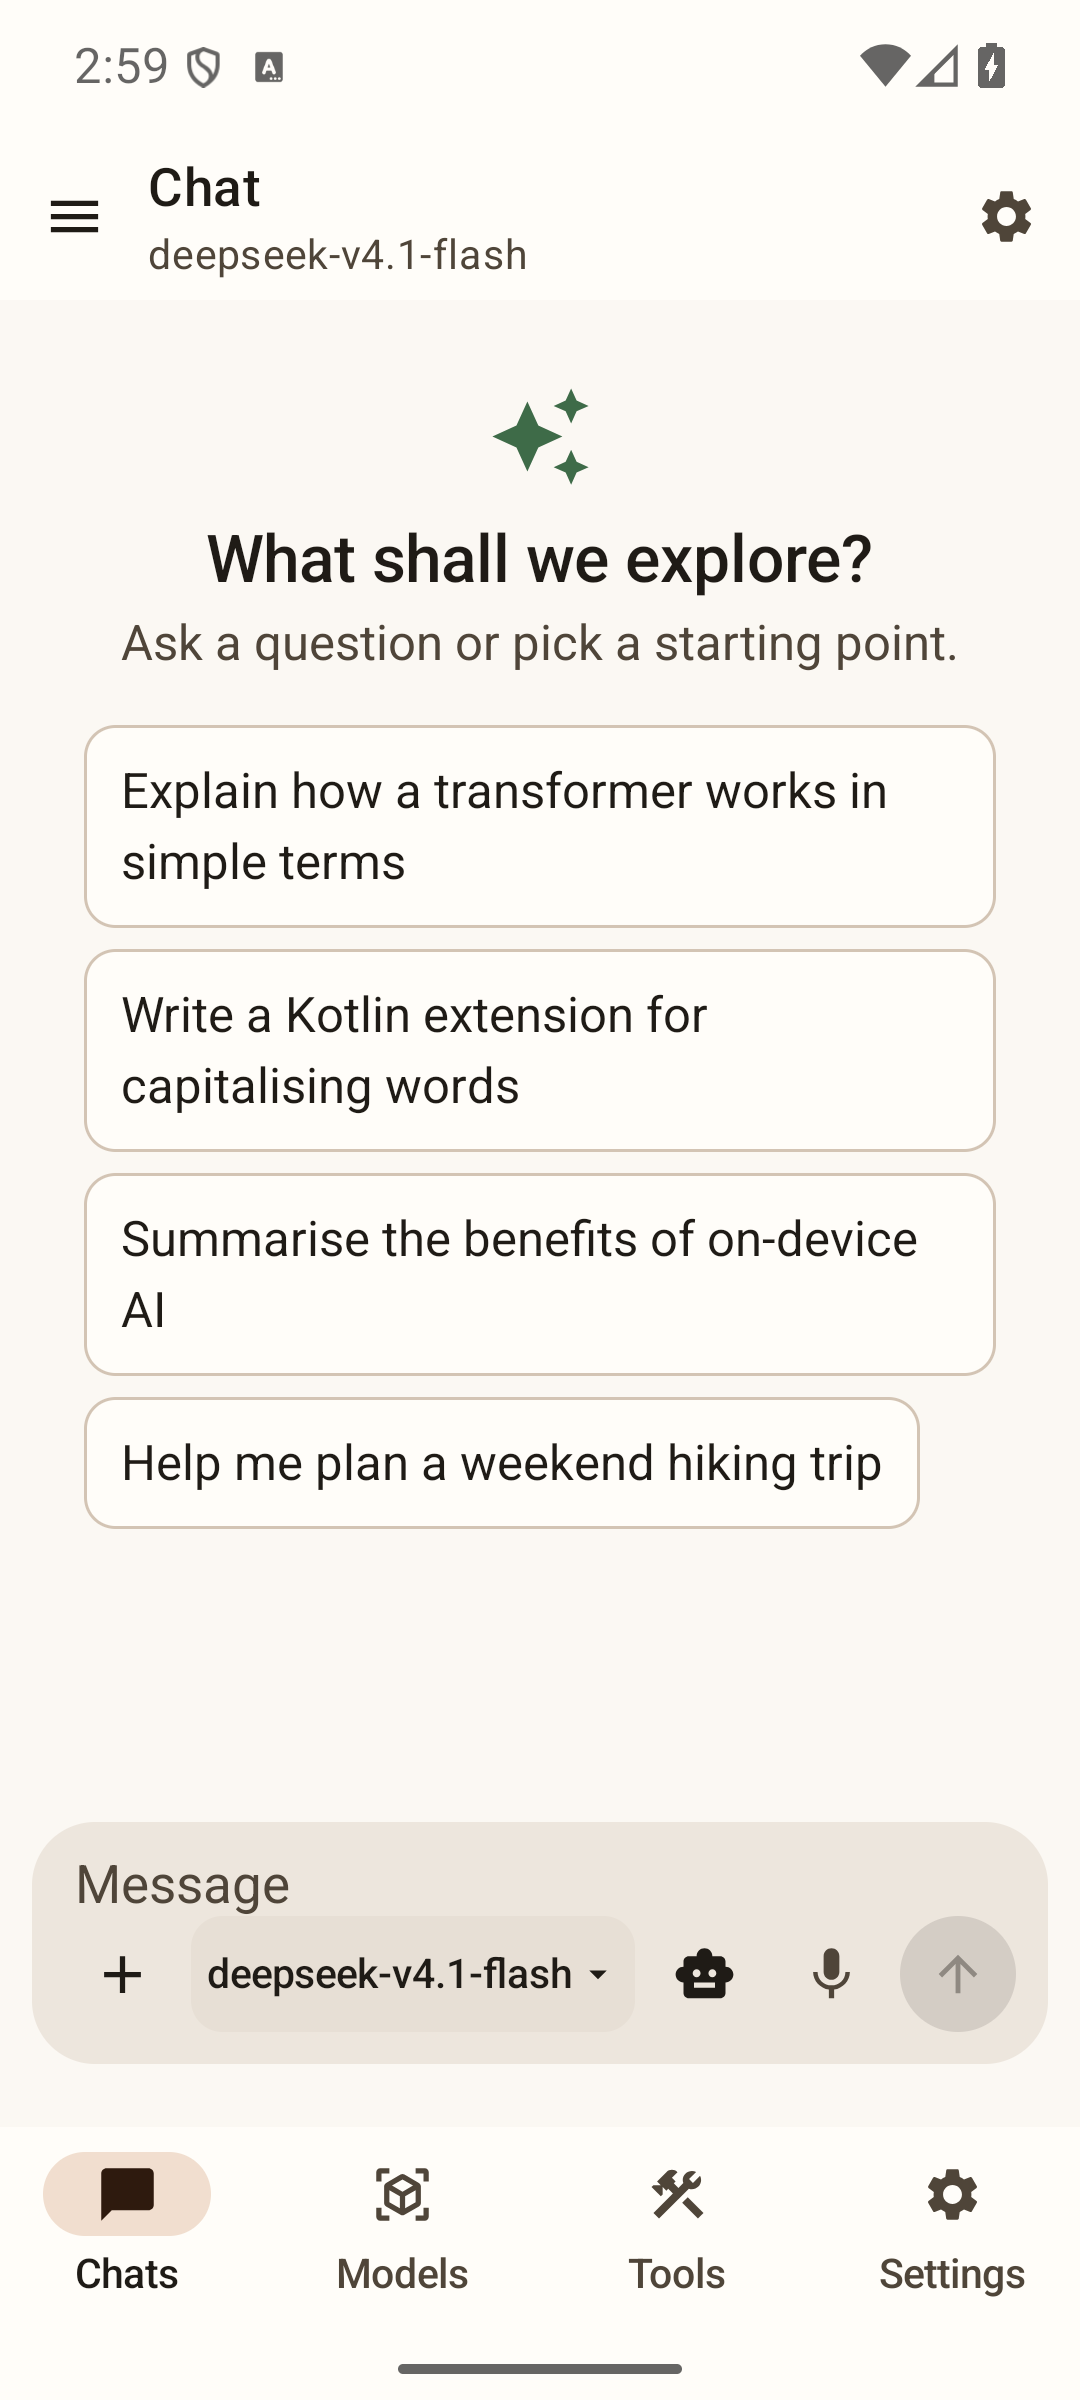 2:59
Chat
deepseek-v4.1-flash
What shall we explore?
Ask a question or pick a starting point.
Explain how a transformer works in
simple terms
Write a Kotlin extension for
capitalising words
Summarise the benefits of on-device
AI
Help me plan a weekend hiking trip
Message
deepseek-v4.1-flash
Chats
Models
Tools
Settings